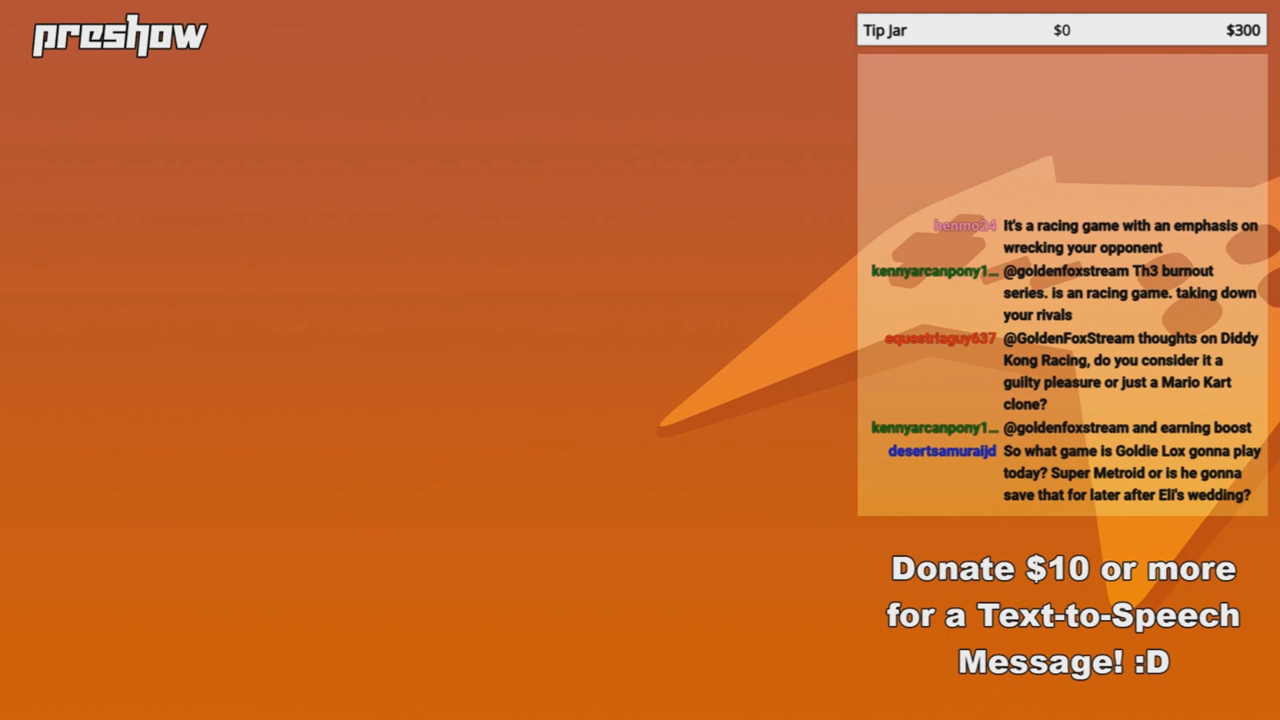 preshow
Tip Jar $0 $300
henmo24 It's a racing game with an emphasis on
wrecking your opponent
kennyarcanpony1... @goldenfoxstream Th3 burnout
series. is an racing game. taking down
your rivals
equestriaguy637 @GoldenFoxStream thoughts on Diddy
Kong Racing, do you consider it a
guilty pleasure or just a Mario Kart
clone?
kennyarcanpony1... @goldenfoxstream and earning boost
desertsamuraijd So what game is Goldie Lox gonna play
today? Super Metroid or is he gonna
save that for later after Eli's wedding?
Donate $10 or more
for a Text-to-Speech
Message! :D